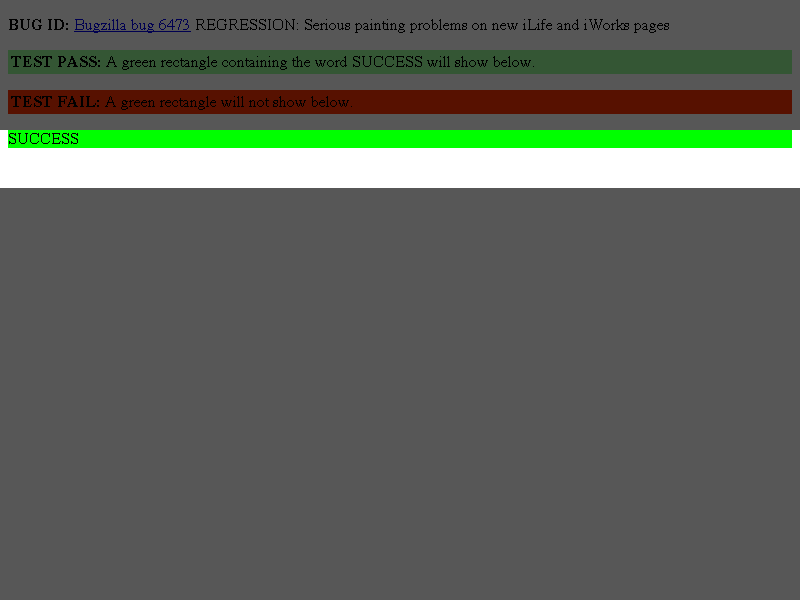 BUG ID: Bugzilla bug 6473 REGRESSION: Serious painting problems on new iLife and iWorks pages
TEST PASS: A green rectangle containing the word SUCCESS will show below.
TEST FAIL: A green rectangle will not show below.
SUCCESS